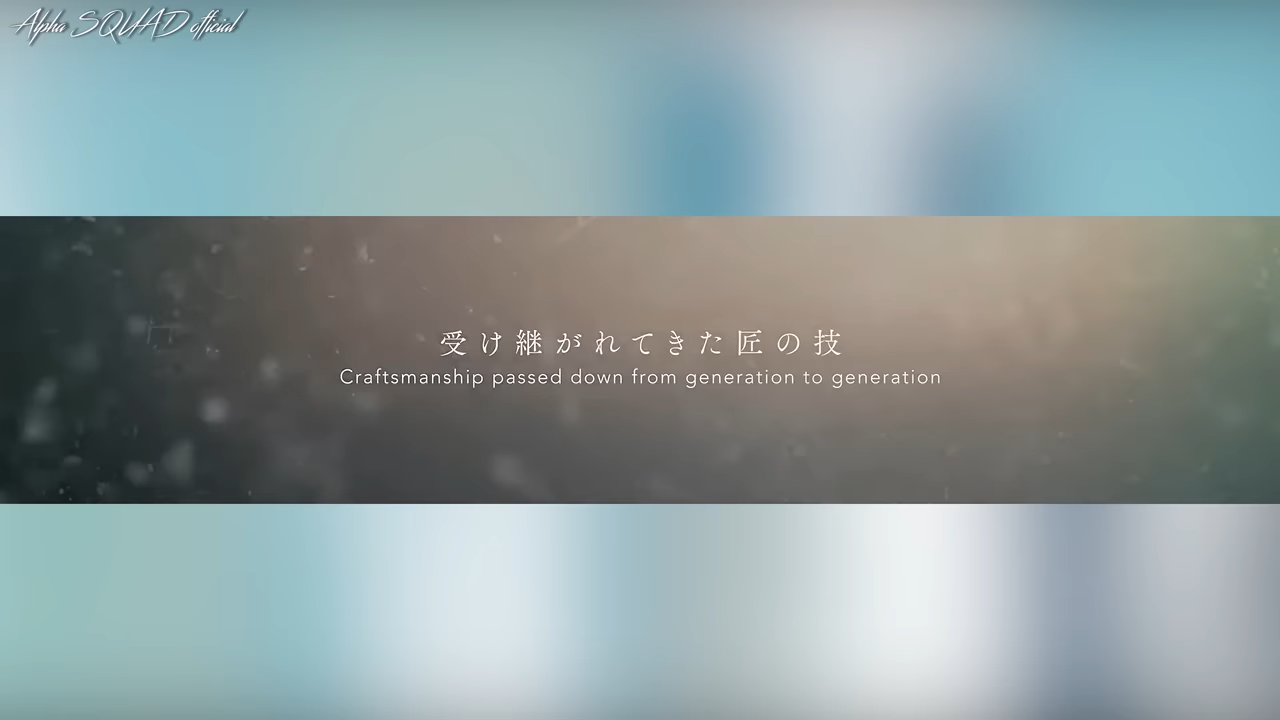 Alpha SQUAD official
受け継がれてきた匠の技
Craftsmanship passed down from generation to generation